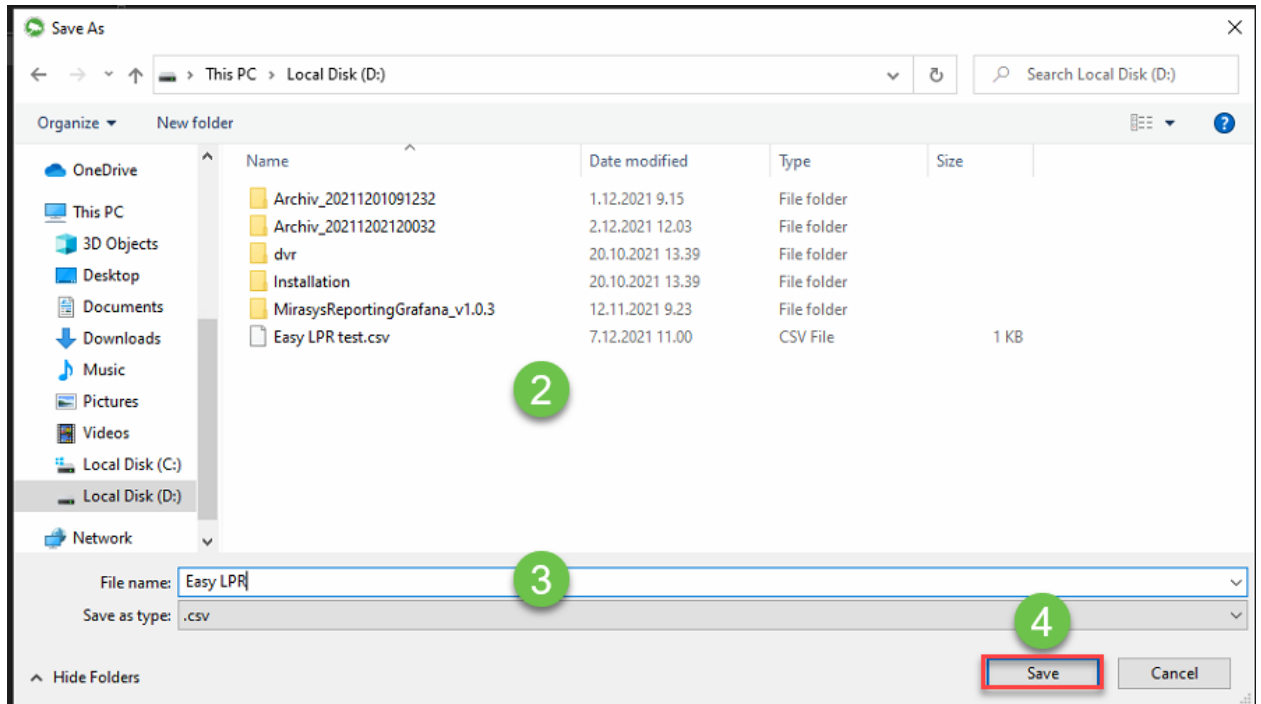 Save As
This PC > Local Disk (D:)
Search Local Disk (D:)
Organize
New folder
OneDrive
This PC
3D Objects
Desktop
Documents
Downloads
Music
Pictures
Videos
Local Disk (C:)
Local Disk (D:)
Network
Name Date modified Type Size
Archiv_20211201091232 1.12.2021 9.15 File folder
Archiv_20211202120032 2.12.2021 12.03 File folder
dvr 20.10.2021 13.39 File folder
Installation 20.10.2021 13.39 File folder
MirasysReportingGrafana_v1.0.3 12.11.2021 9.23 File folder
Easy LPR test.csv 7.12.2021 11.00 CSV File 1 KB
2
File name: Easy LPR
3
Save as type: .csv
4
Hide Folders
Save
Cancel